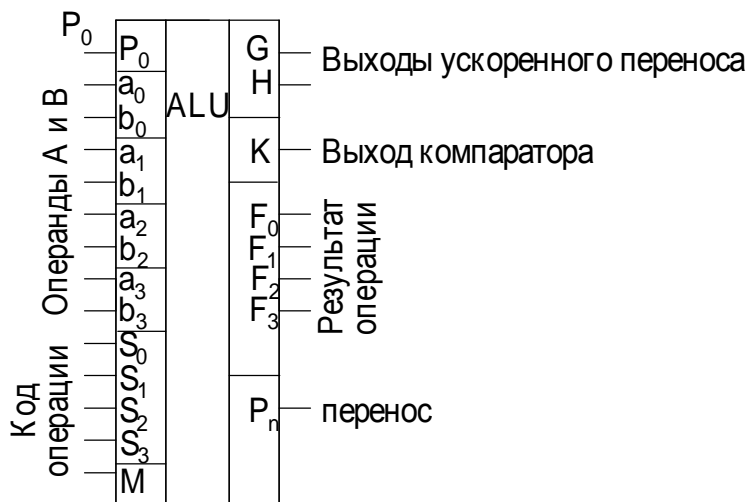 P0
P0
a0
b0
a1
b1
a2
b2
a3
b3
S0
S1
S2
S3
M
Операнды А и В
Код
операции
ALU
G
H
K
F0
F1
F2
F3
Pn
Выходы ускоренного переноса
Выход компаратора
Результат
операции
перенос